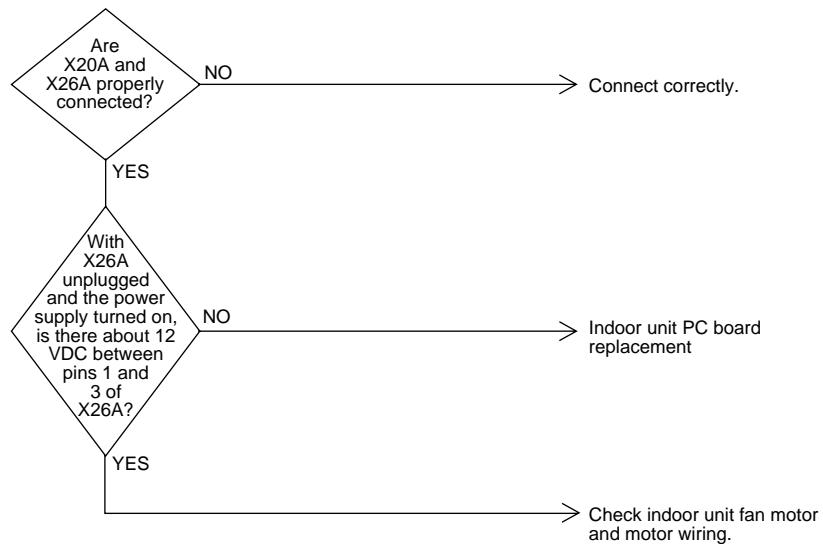 Are
X20A and
X26A properly
connected?
NO
Connect correctly.
YES
With
X26A
unplugged
and the power
supply turned on,
is there about 12
VDC between
pins 1 and
3 of
X26A?
NO
Indoor unit PC board
replacement
YES
Check indoor unit fan motor
and motor wiring.